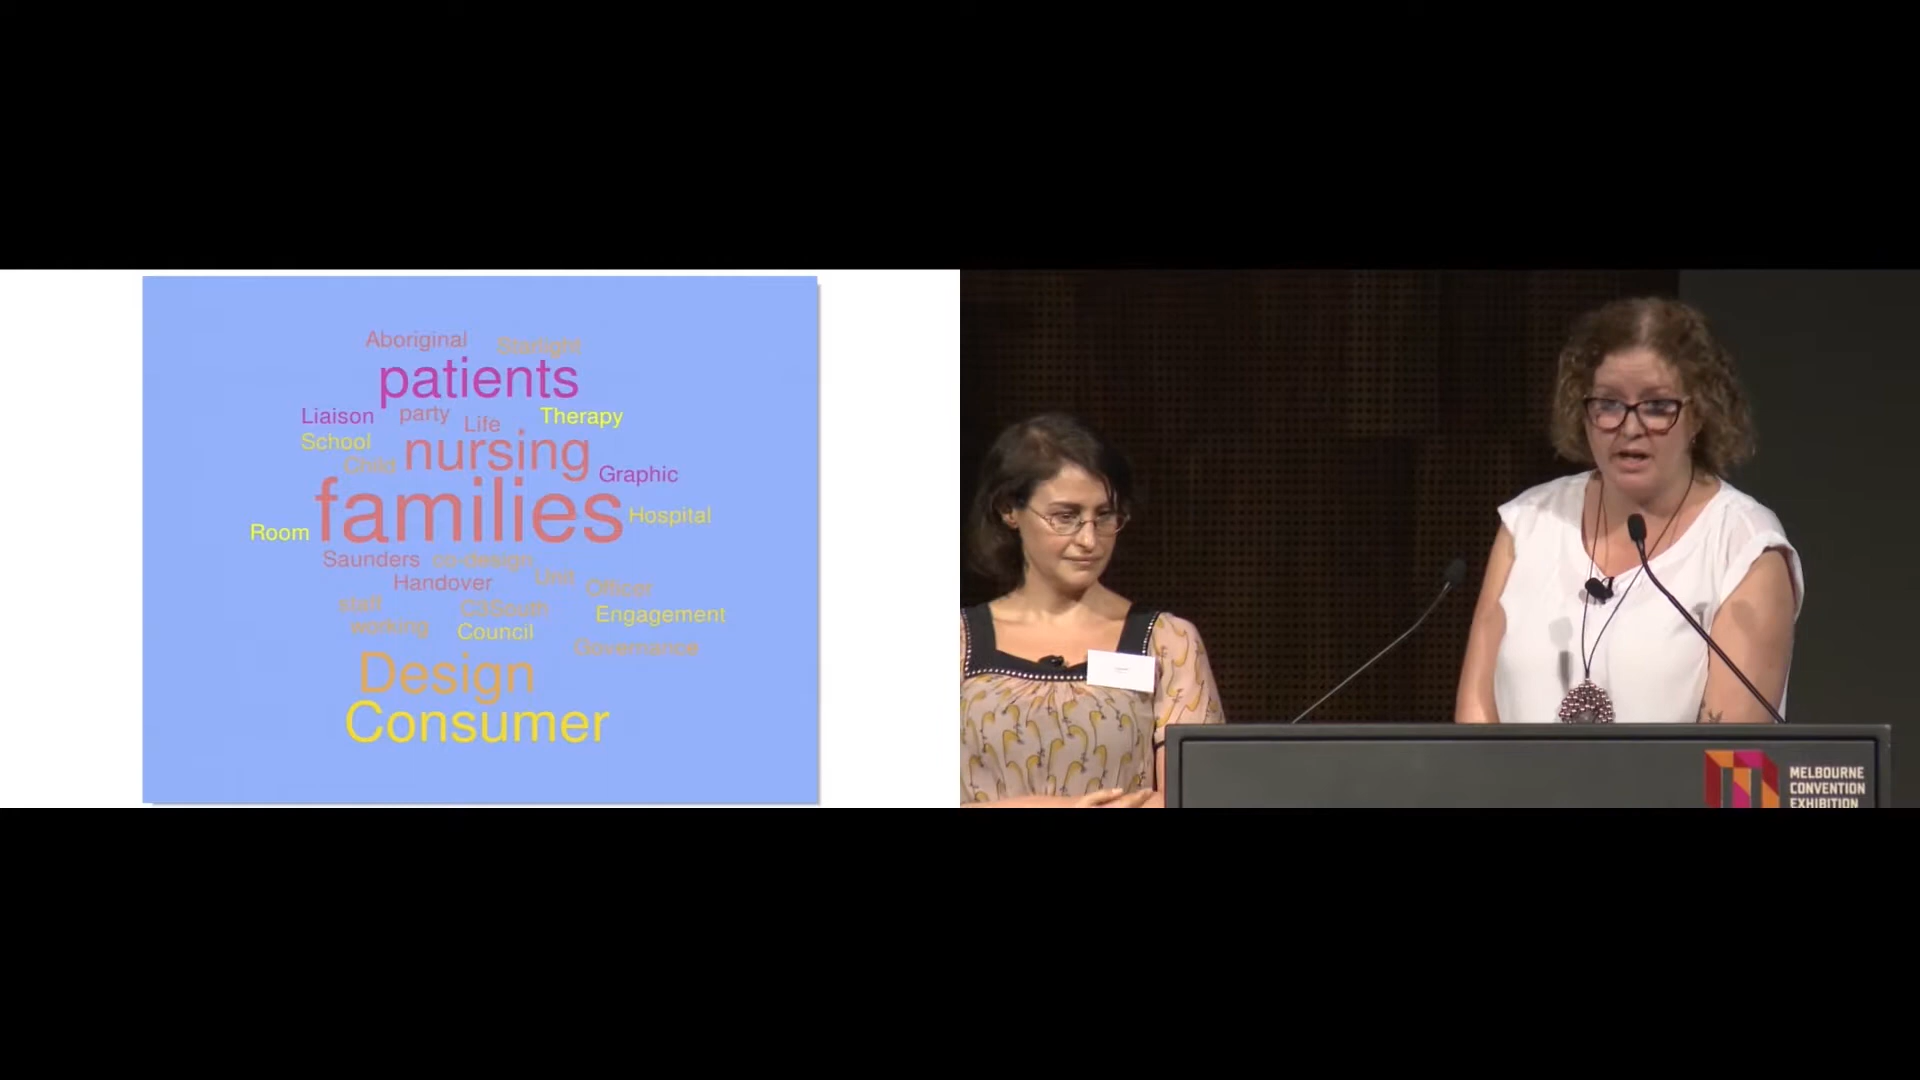 Aboriginal
Starlight
patients
Liaison
party
Life
Therapy
School
Child
nursing
Graphic
families
Hospital
Room
Saunders
co-design
Handover
Unit
Officer
staff
C3South
Engagement
working
Council
Governance
Design
Consumer
MELBOURNE
CONVENTION
EXHIBITION